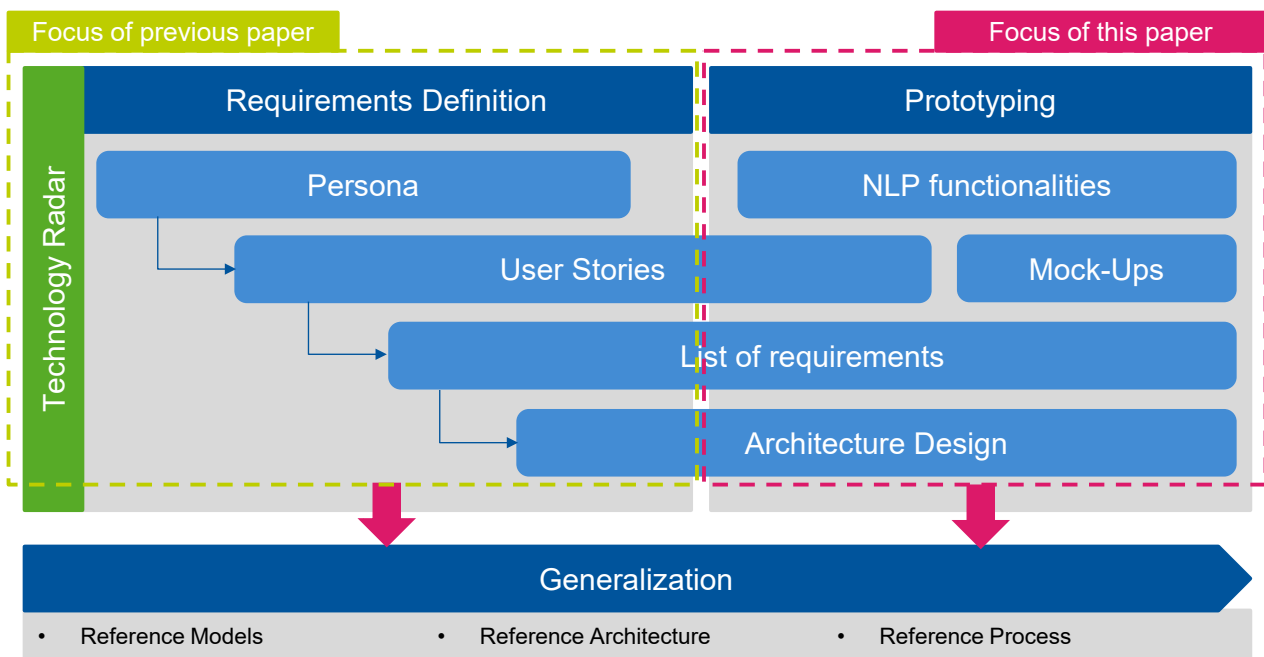 Focus of previous paper
Focus of this paper
Technology Radar
Requirements Definition
Prototyping
Persona
NLP functionalities
User Stories
Mock-Ups
List of requirements
Architecture Design
Generalization
• Reference Models
• Reference Architecture
• Reference Process